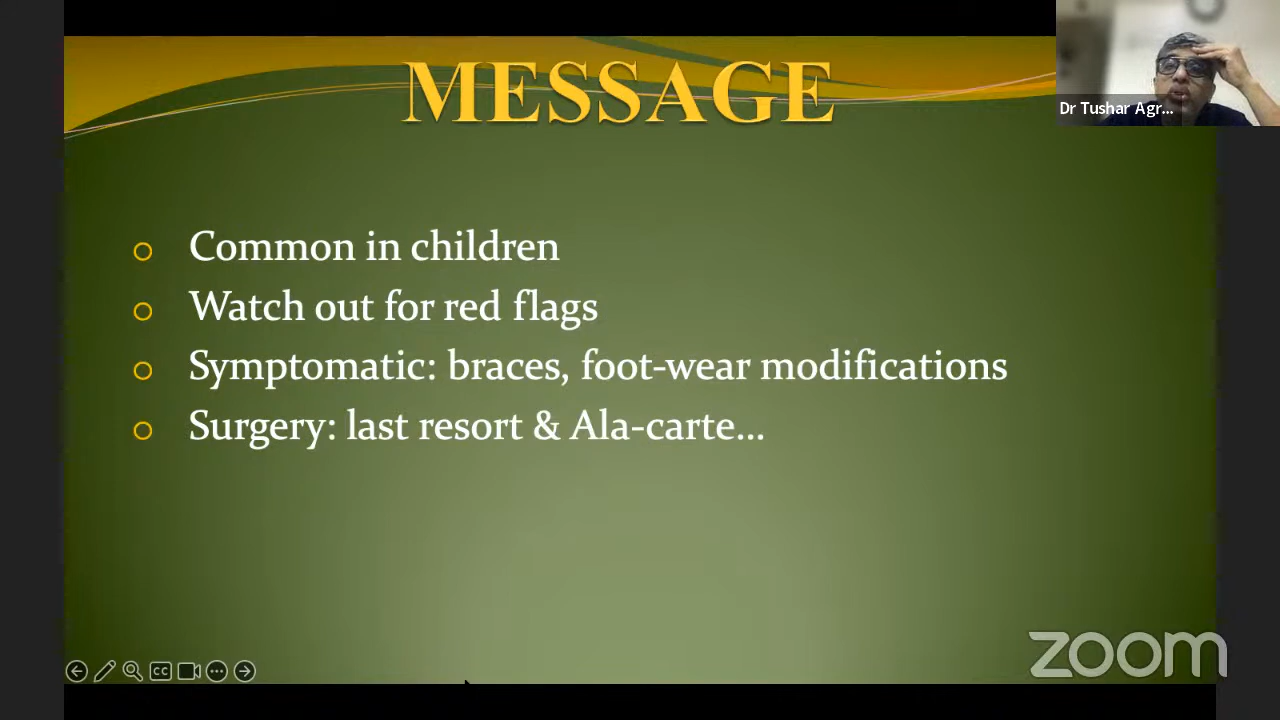 MESSAGE
Dr Tushar Agr...
Common in children
Watch out for red flags
Symptomatic: braces, foot-wear modifications
Surgery: last resort & Ala-carte...
CC
zoom